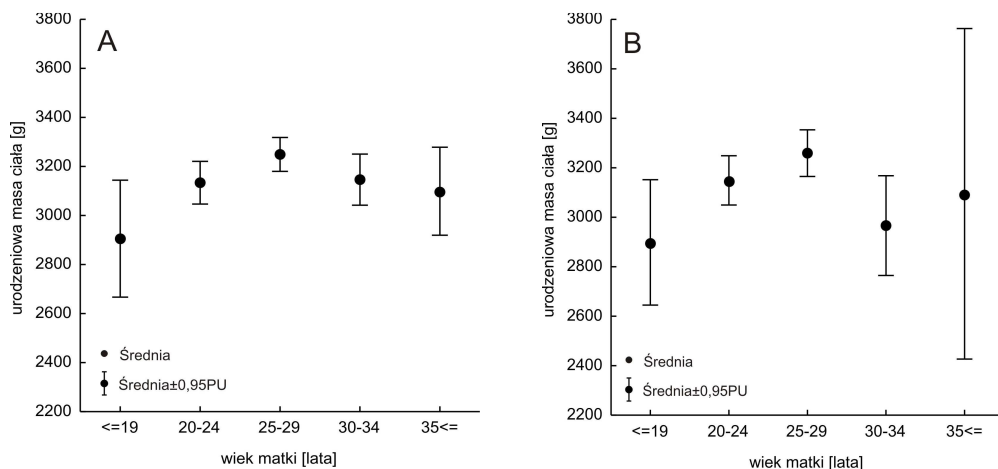 A
urodzeniowa masa ciała [g]
3800
3600
3400
3200
3000
2800
2600
2400
2200
Średnia
Średnia±0,95PU
<=19
20-24
25-29
30-34
35<=
wiek matki [lata]
B
urodzeniowa masa ciała [g]
3800
3600
3400
3200
3000
2800
2600
2400
2200
Średnia
Średnia±0,95PU
<=19
20-24
25-29
30-34
35<=
wiek matki [lata]